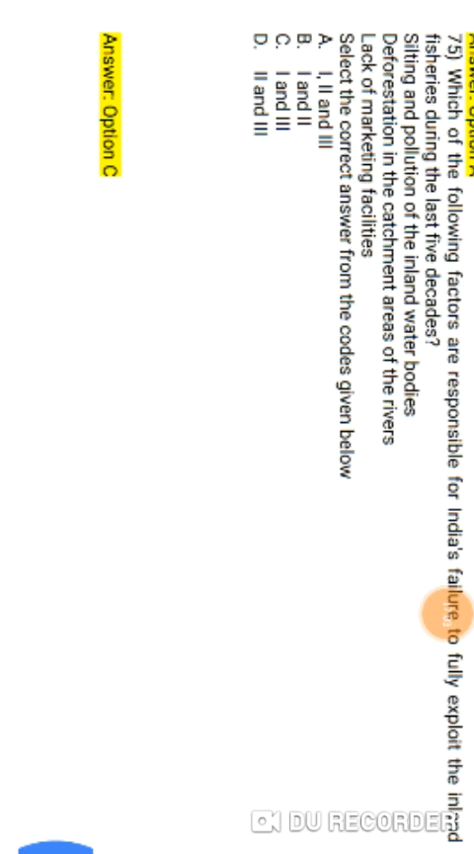 75) Which of the following factors are responsible for India's failure to fully exploit the inland
fisheries during the last five decades?
Silting and pollution of the inland water bodies
Deforestation in the catchment areas of the rivers
Lack of marketing facilities
Select the correct answer from the codes given below
A. I, II and III
B. I and II
C. I and III
D. II and III
Answer: Option C
DU RECORDER